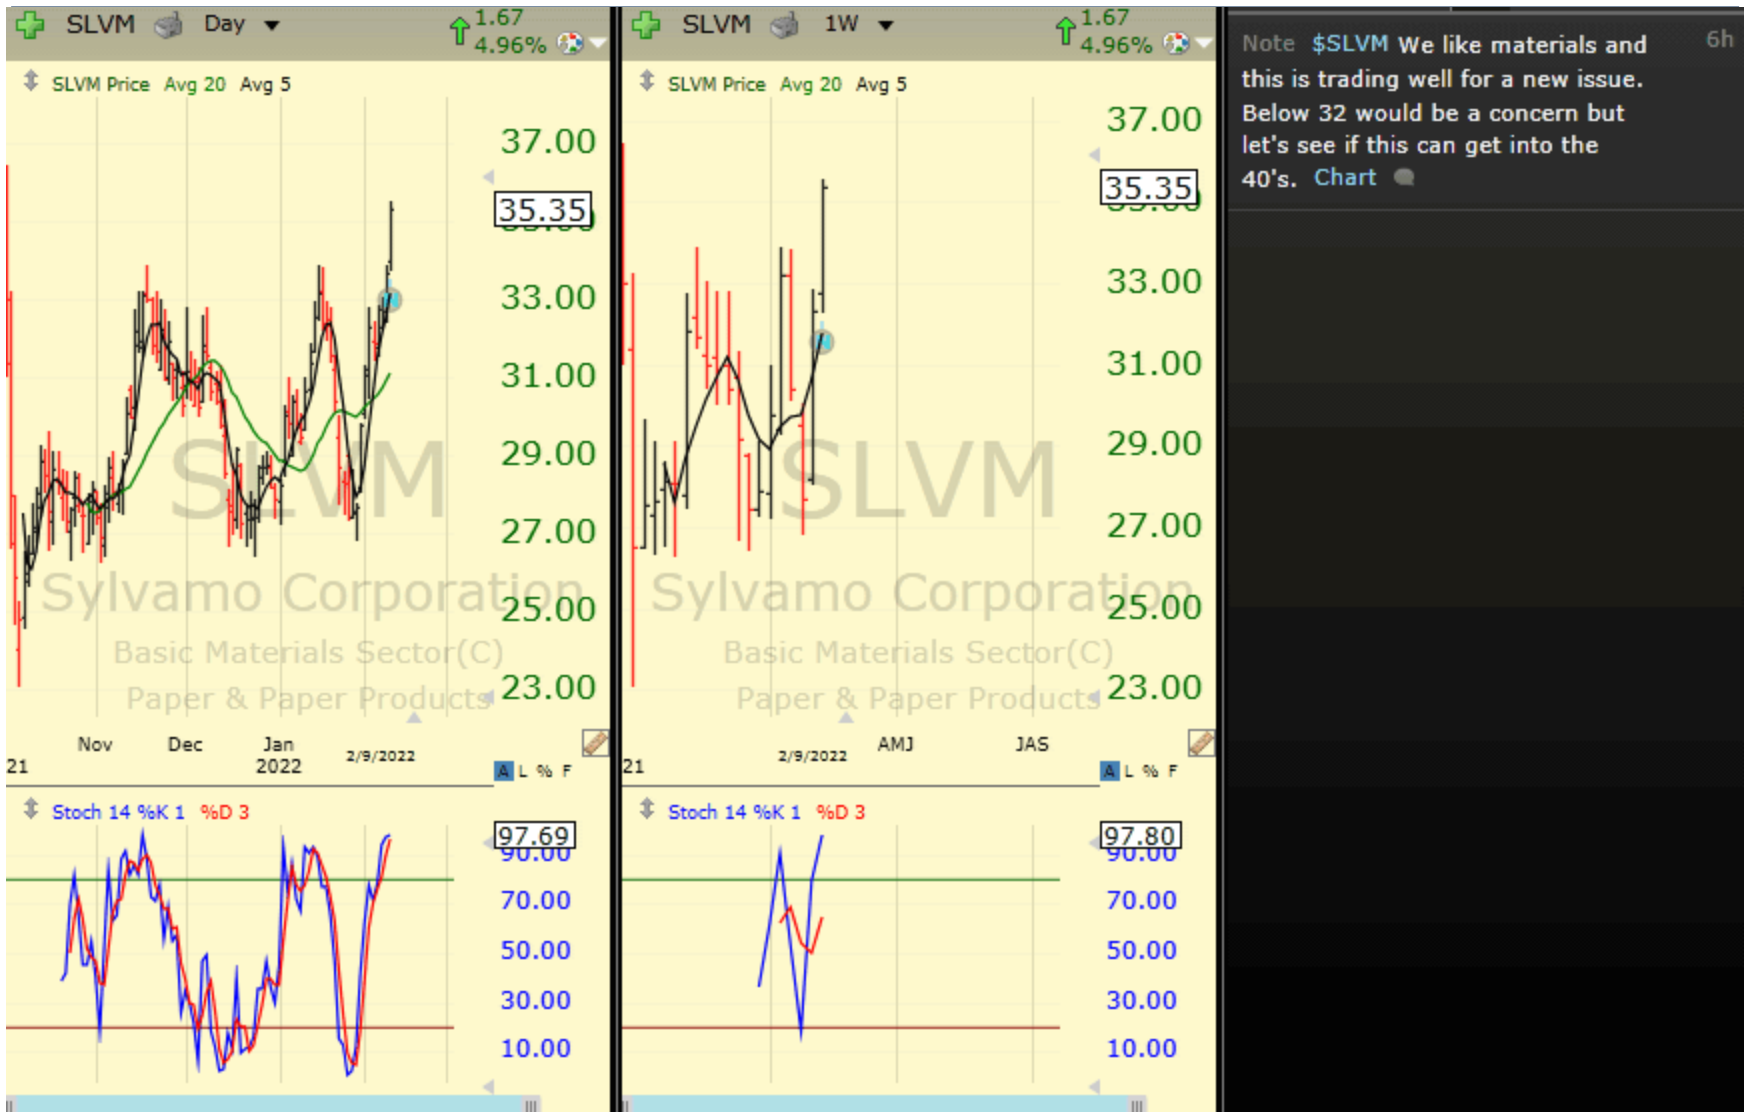 SLVM Day
1.67
4.96%
SLVM Price Avg 20 Avg 5
37.00
35.35
33.00
31.00
29.00
27.00
25.00
23.00
SLVM
Sylvamo Corporation
Basic Materials Sector(C)
Paper & Paper Products
Nov Dec Jan
21 2022 2/9/2022
A L % F
Stoch 14 %K 1 %D 3
97.69
90.00
70.00
50.00
30.00
10.00
SLVM 1W
1.67
4.96%
SLVM Price Avg 20 Avg 5
37.00
35.35
33.00
31.00
29.00
27.00
25.00
23.00
SLVM
Sylvamo Corporation
Basic Materials Sector(C)
Paper & Paper Products
2/9/2022 AMJ JAS
21
A L % F
Stoch 14 %K 1 %D 3
97.80
90.00
70.00
50.00
30.00
10.00
Note $SLVM We like materials and 6h
this is trading well for a new issue.
Below 32 would be a concern but
let's see if this can get into the
40's. Chart